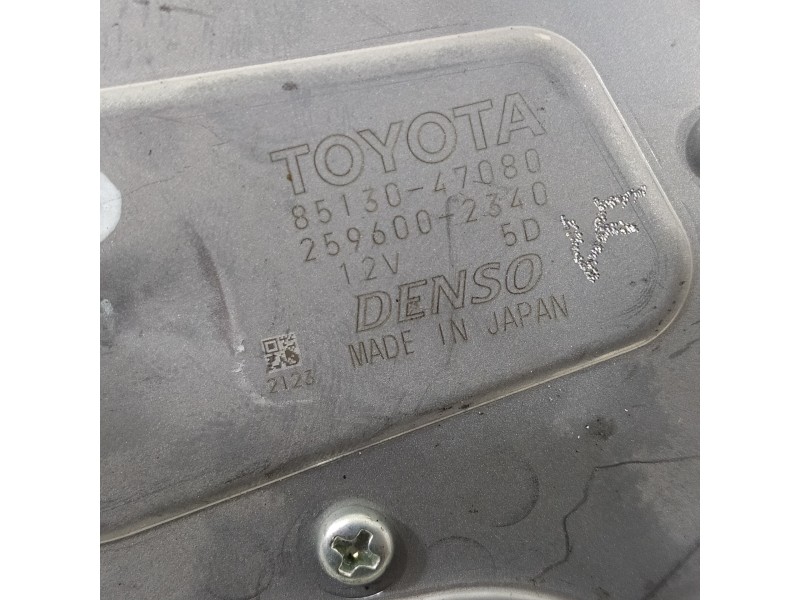 TOYOTA
85130-47080
259600-2340
12V 5D
DENSO
MADE IN JAPAN
2123